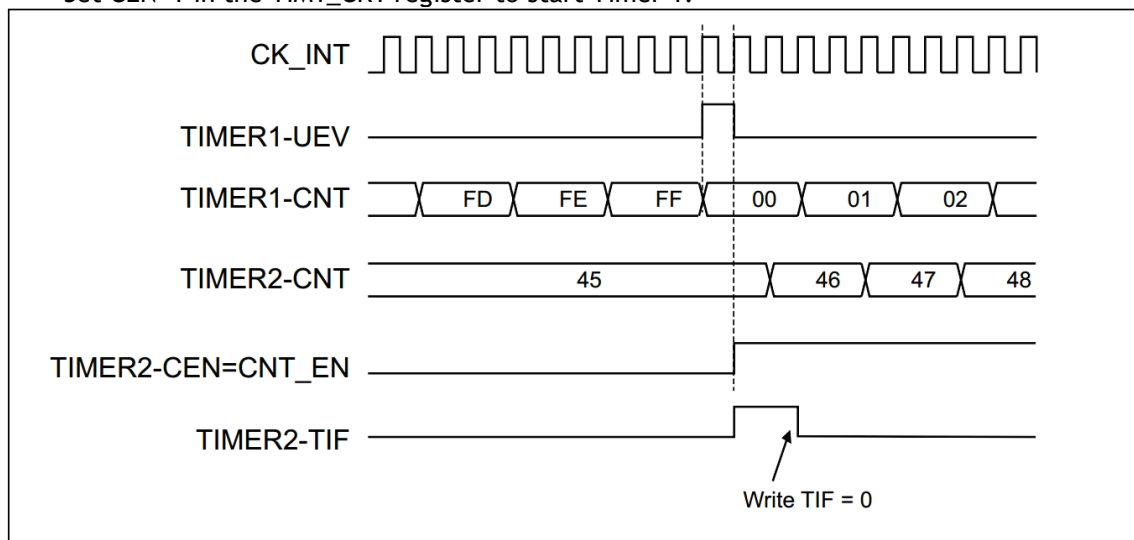 CK_INT
TIMER1-UEV
TIMER1-CNT FD FE FF 00 01 02
TIMER2-CNT 45 46 47 48
TIMER2-CEN=CNT_EN
TIMER2-TIF
Write TIF = 0